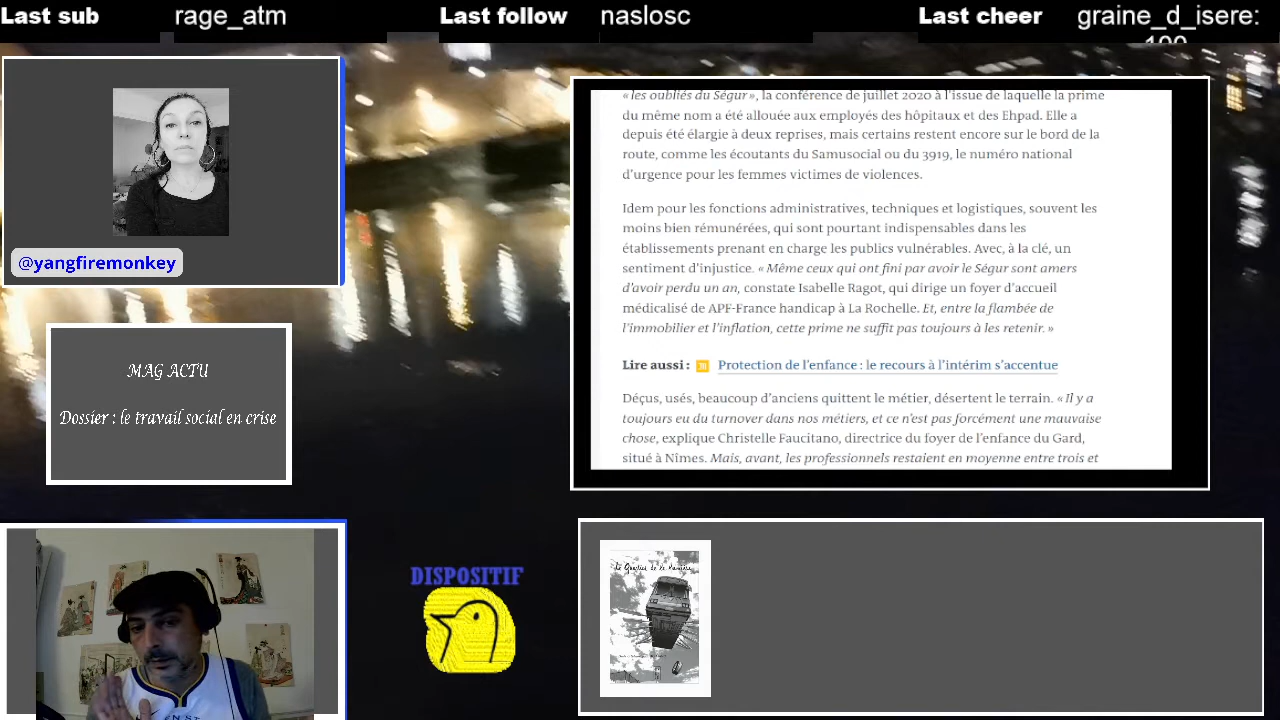 Last sub
rage_atm
Last follow
naslosc
Last cheer
graine_d_isere:
100
@yangfiremonkey
MAG ACTU
Dossier : le travail social en crise
« les oubliés du Ségur », la conférence de juillet 2020 à l'issue de laquelle la prime
du même nom a été allouée aux employés des hôpitaux et des Ehpad. Elle a
depuis été élargie à deux reprises, mais certains restent encore sur le bord de la
route, comme les écoutants du Samusocial ou du 3919, le numéro national
d'urgence pour les femmes victimes de violences.
Idem pour les fonctions administratives, techniques et logistiques, souvent les
moins bien rémunérées, qui sont pourtant indispensables dans les
établissements prenant en charge les publics vulnérables. Avec, à la clé, un
sentiment d'injustice. « Même ceux qui ont fini par avoir le Ségur sont amers
d'avoir perdu un an, constate Isabelle Ragot, qui dirige un foyer d'accueil
médicalisé de APF-France handicap à La Rochelle. Et, entre la flambée de
l'immobilier et l'inflation, cette prime ne suffit pas toujours à les retenir. »
Lire aussi : Protection de l'enfance : le recours à l'intérim s'accentue
Déçus, usés, beaucoup d'anciens quittent le métier, désertent le terrain. « Il y a
toujours eu du turnover dans nos métiers, et ce n'est pas forcément une mauvaise
chose, explique Christelle Faucitano, directrice du foyer de l'enfance du Gard,
situé à Nîmes. Mais, avant, les professionnels restaient en moyenne entre trois et
DISPOSITIF